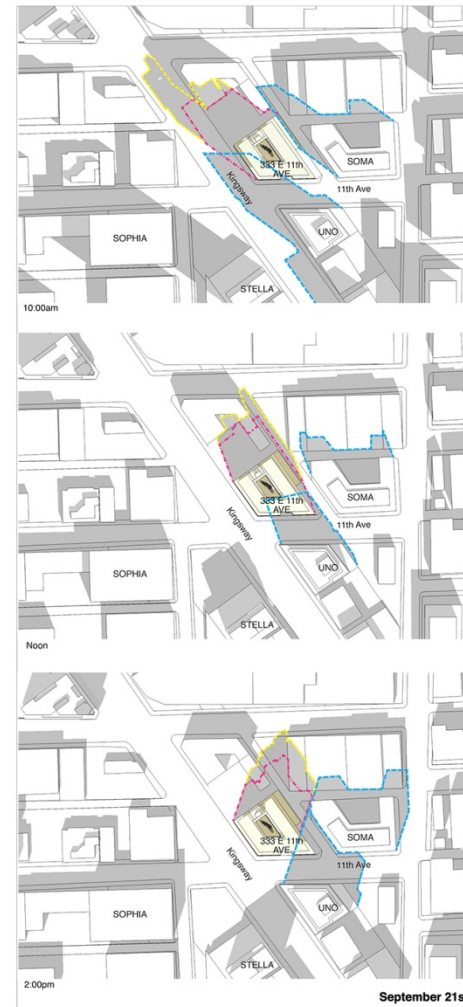 333 E 11th
AVE.
SOMA
Kingsway
11th Ave
SOPHIA
UNO
STELLA
10:00am
333 E 11th
AVE.
SOMA
Kingsway
11th Ave
UNO
SOPHIA
STELLA
Noon
333 E 11th
AVE.
SOMA
Kingsway
11th Ave
UNO
SOPHIA
STELLA
2:00pm
September 21s